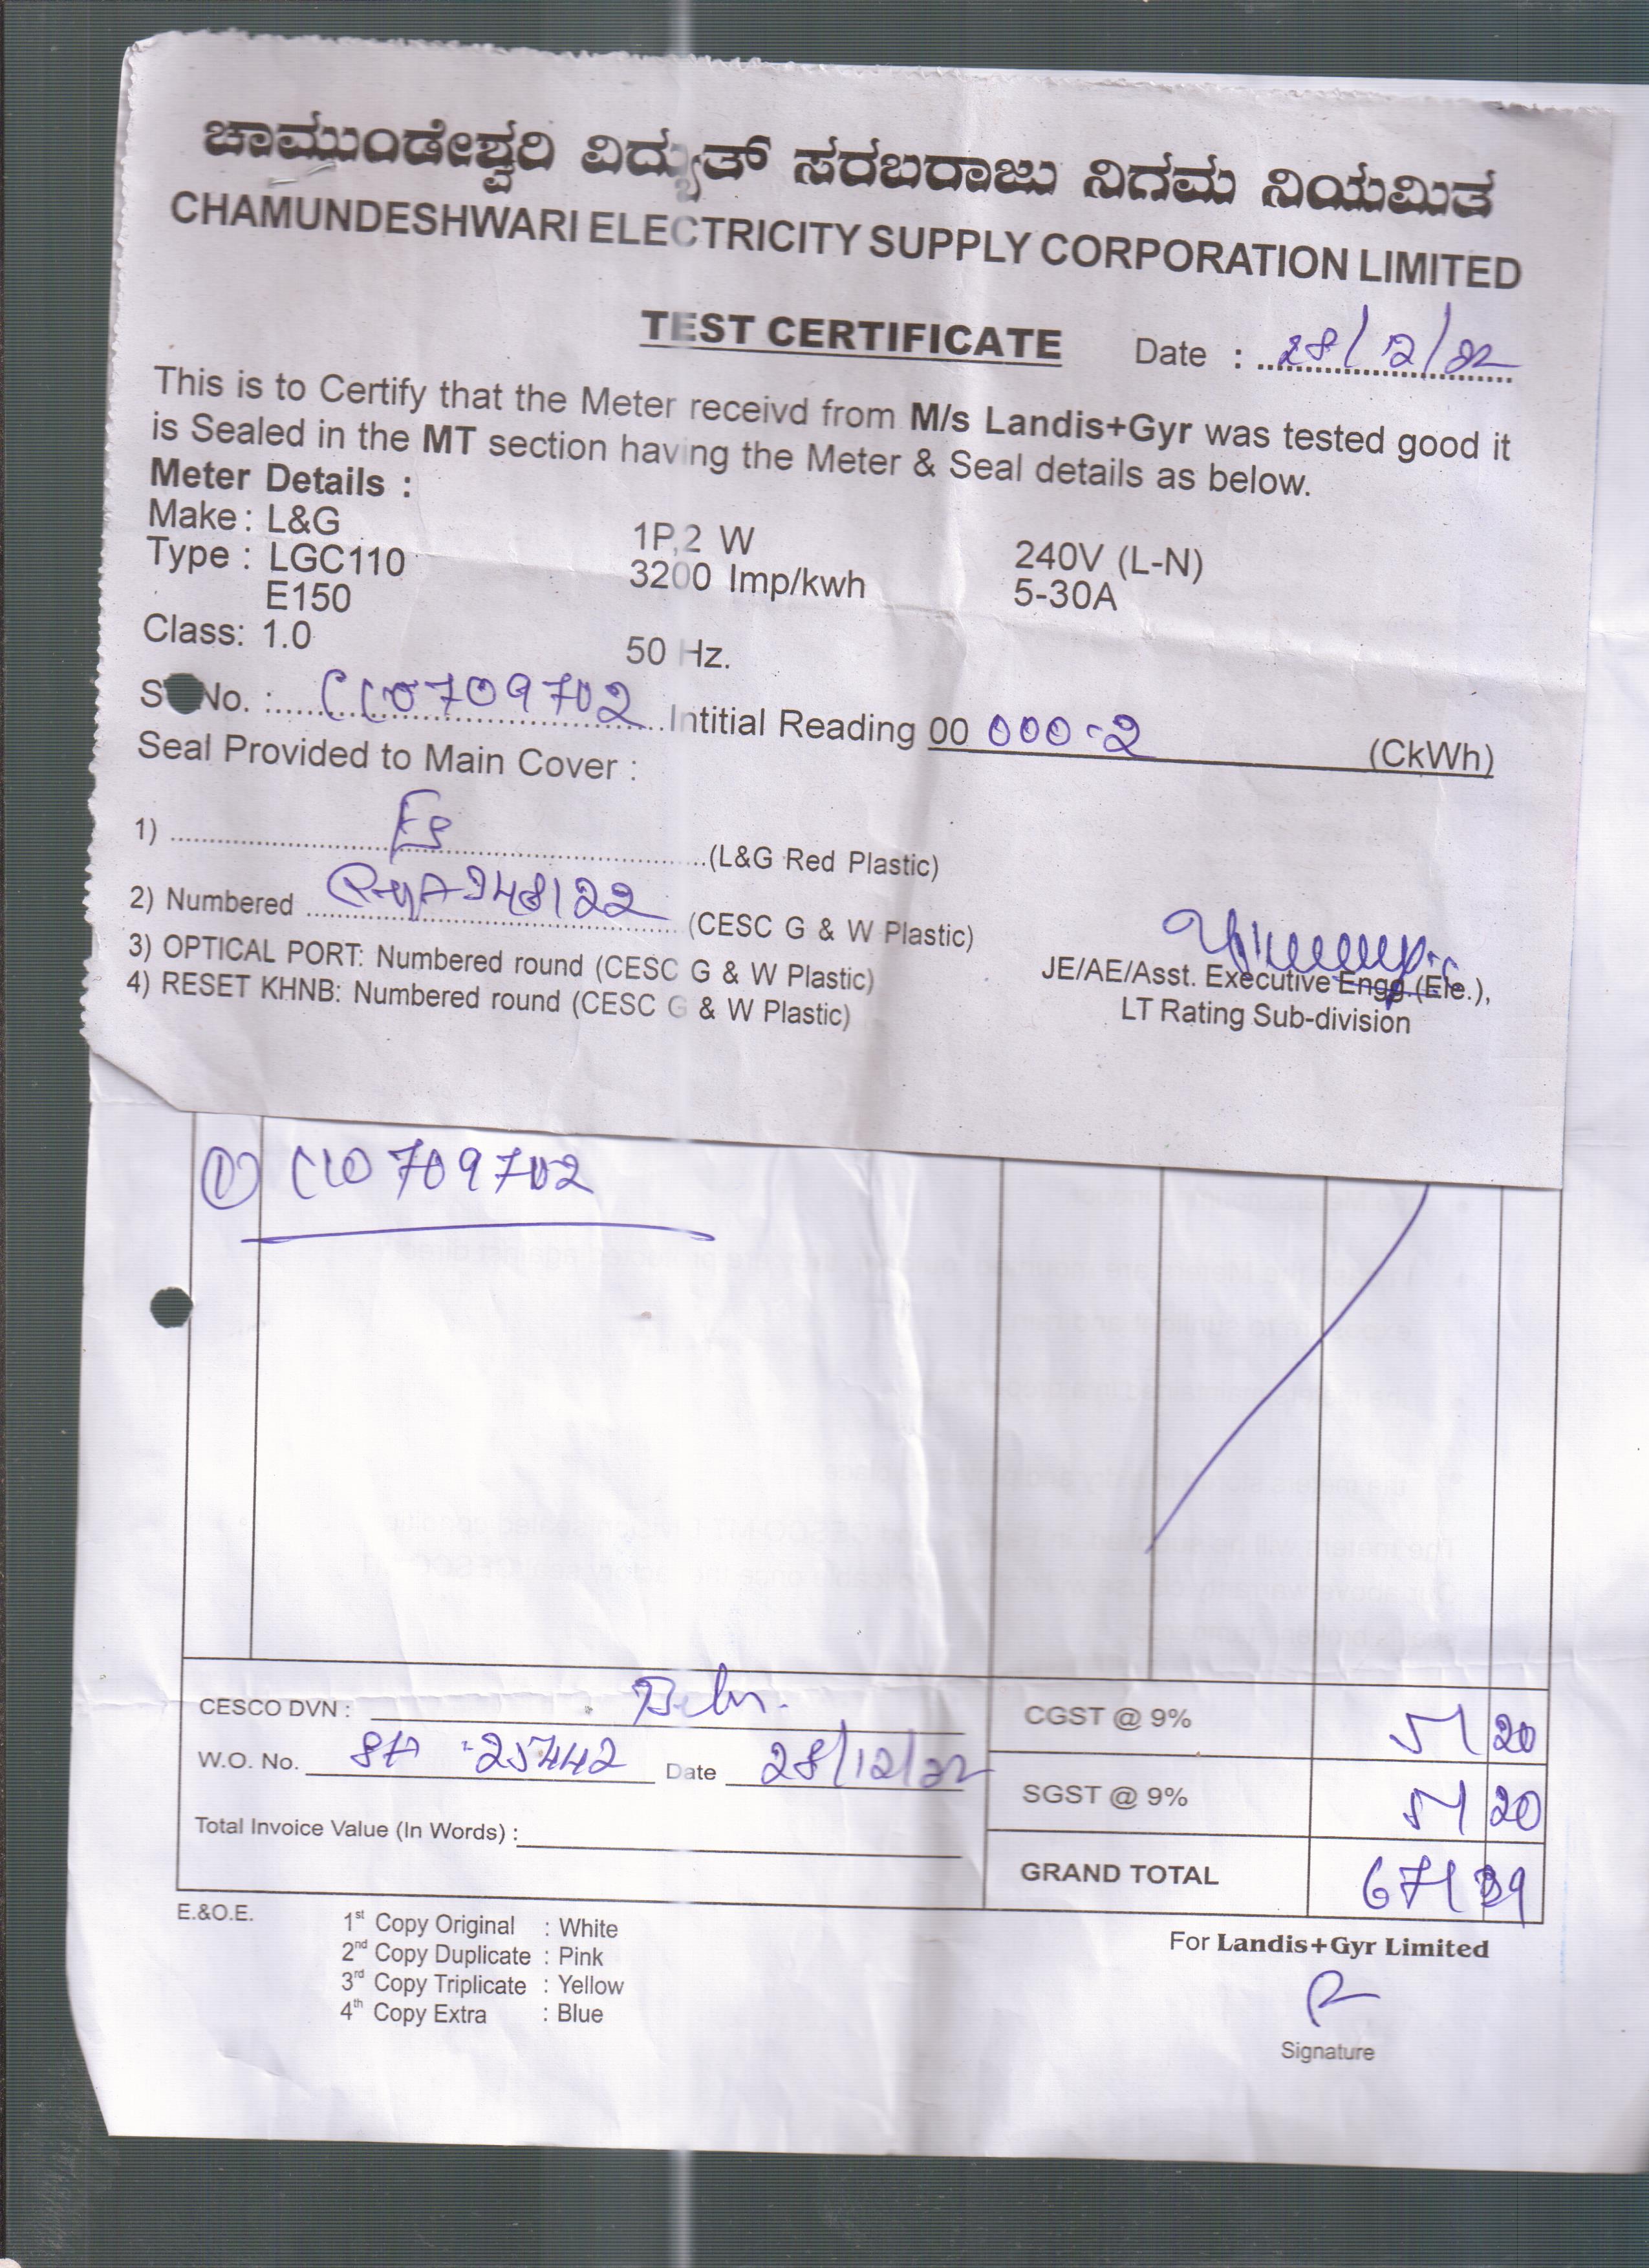 ಚಾಮುಂಡೇಶ್ವರಿ ವಿದ್ಯುತ್ ಸರಬರಾಜು ನಿಗಮ ನಿಯಮಿತ
CHAMUNDESHWARI ELECTRICITY SUPPLY CORPORATION LIMITED
TEST CERTIFICATE Date : 28/12/22
This is to Certify that the Meter receivd from M/s Landis+Gyr was tested good it
is Sealed in the MT section having the Meter & Seal details as below.
Meter Details :
Make : L&G 1P,2 W 240V (L-N)
Type : LGC110 3200 Imp/kwh 5-30A
E150
Class: 1.0 50 Hz.
No. : Intitial Reading 00 000.2 (CkWh)
Seal Provided to Main Cover :
1) (L&G Red Plastic)
2) Numbered (CESC G & W Plastic)
3) OPTICAL PORT: Numbered round (CESC G & W Plastic)
4) RESET KHNB: Numbered round (CESC G & W Plastic)
JE/AE/Asst. Executive Engg.(Ele.),
LT Rating Sub-division
①
CESCO DVN :
W.O. No. 25442 Date 28/12/22
Total Invoice Value (In Words) :
CGST @ 9% 51 20
SGST @ 9% 51 20
GRAND TOTAL 671 39
E.&O.E.
1st Copy Original : White
2nd Copy Duplicate : Pink
3rd Copy Triplicate : Yellow
4th Copy Extra : Blue
For Landis+Gyr Limited
Signature